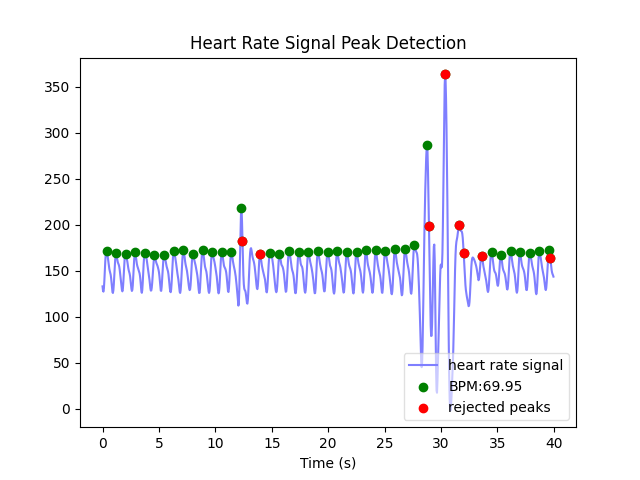 Heart Rate Signal Peak Detection
350
300
250
200
150
100
50
0
heart rate signal
BPM:69.95
rejected peaks
0 5 10 15 20 25 30 35 40
Time (s)